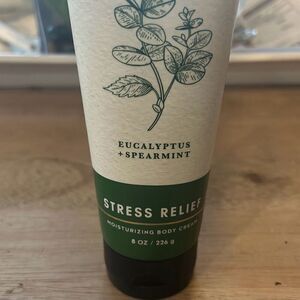 EUCALYPTUS
+ SPEARMINT
STRESS RELIEF
MOISTURIZING BODY CREAM
8 OZ / 226 g